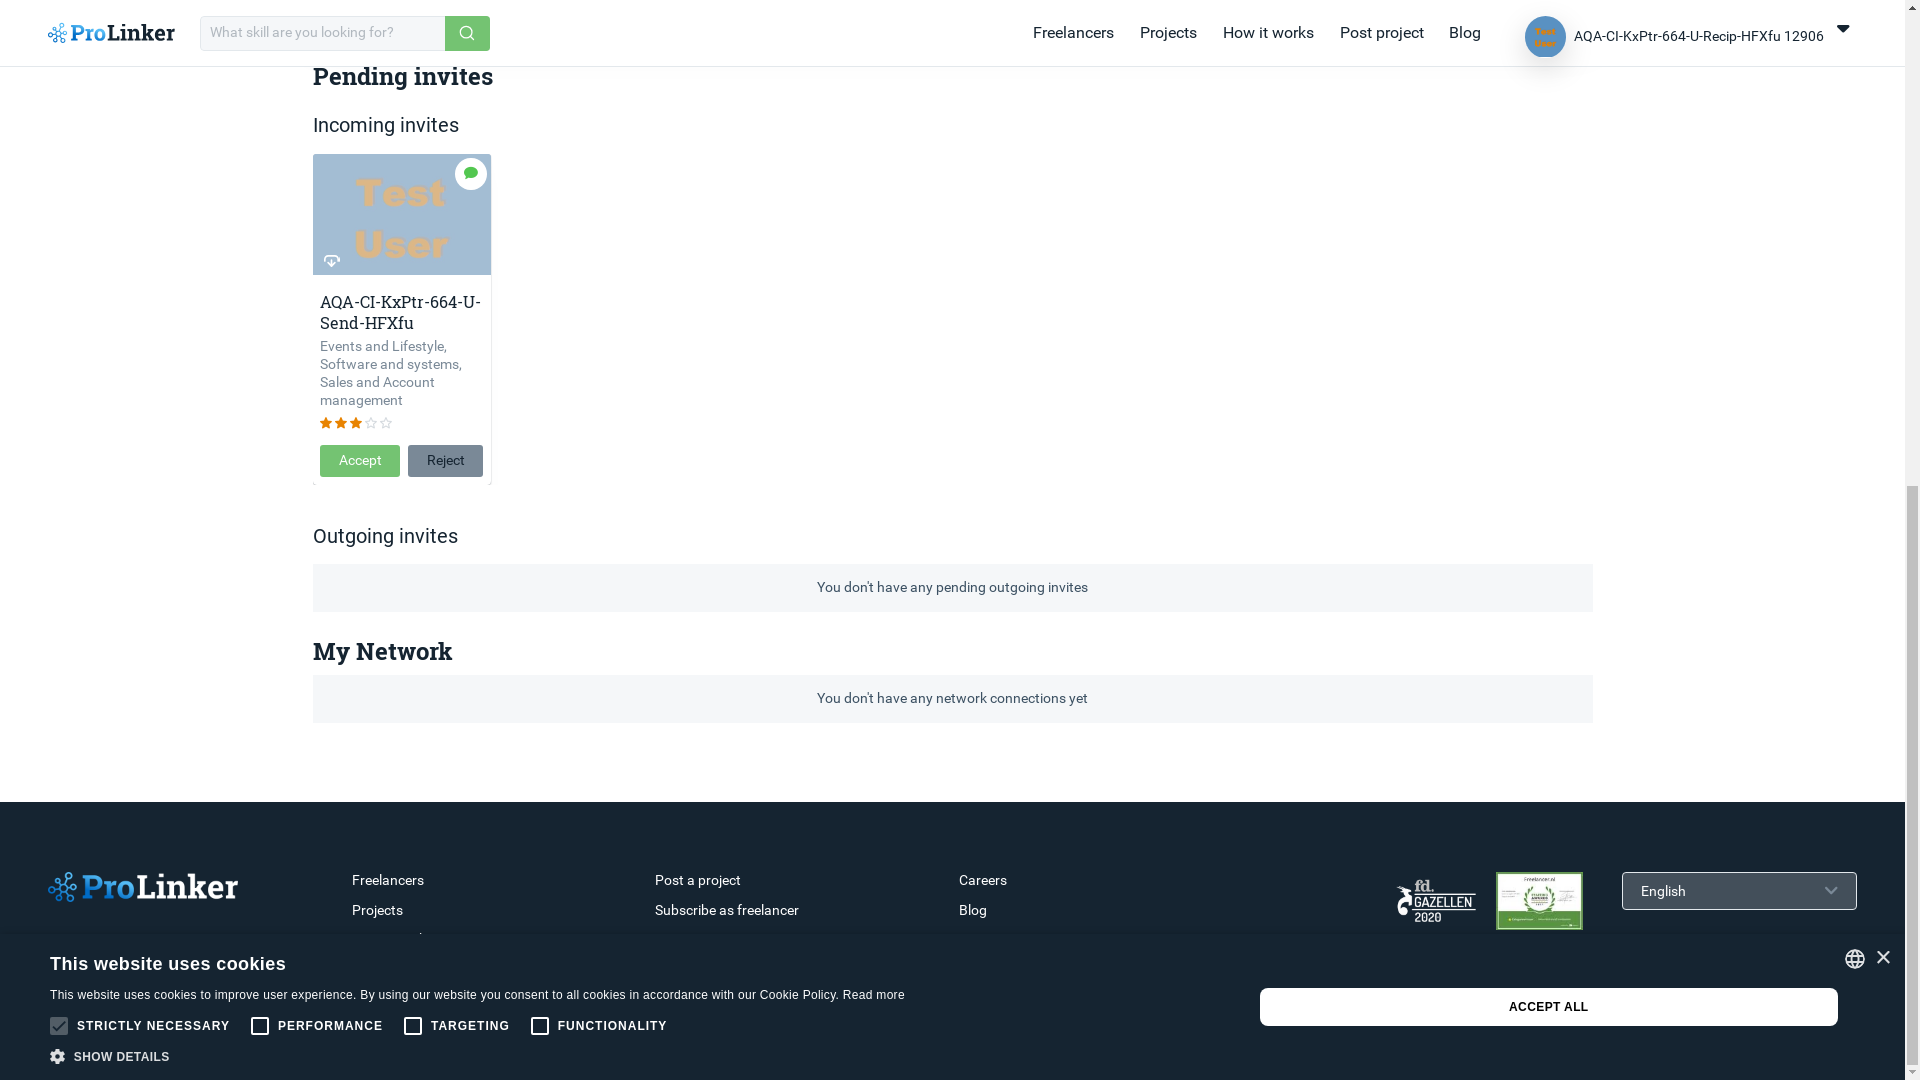 ProLinker
What skill are you looking for?
Freelancers
Projects
How it works
Post project
Blog
Test User
AQA-CI-KxPtr-664-U-Recip-HFXfu 12906
Pending invites
Incoming invites
Test
User
AQA-CI-KxPtr-664-U-
Send-HFXfu
Events and Lifestyle,
Software and systems,
Sales and Account
management
Accept
Reject
Outgoing invites
You don't have any pending outgoing invites
My Network
You don't have any network connections yet
ProLinker
Freelancers
Projects
Post a project
Subscribe as freelancer
Careers
Blog
fd.
GAZELLEN
2020
Freelancer.nl
English
This website uses cookies
This website uses cookies to improve user experience. By using our website you consent to all cookies in accordance with our Cookie Policy. Read more
STRICTLY NECESSARY
PERFORMANCE
TARGETING
FUNCTIONALITY
SHOW DETAILS
ACCEPT ALL